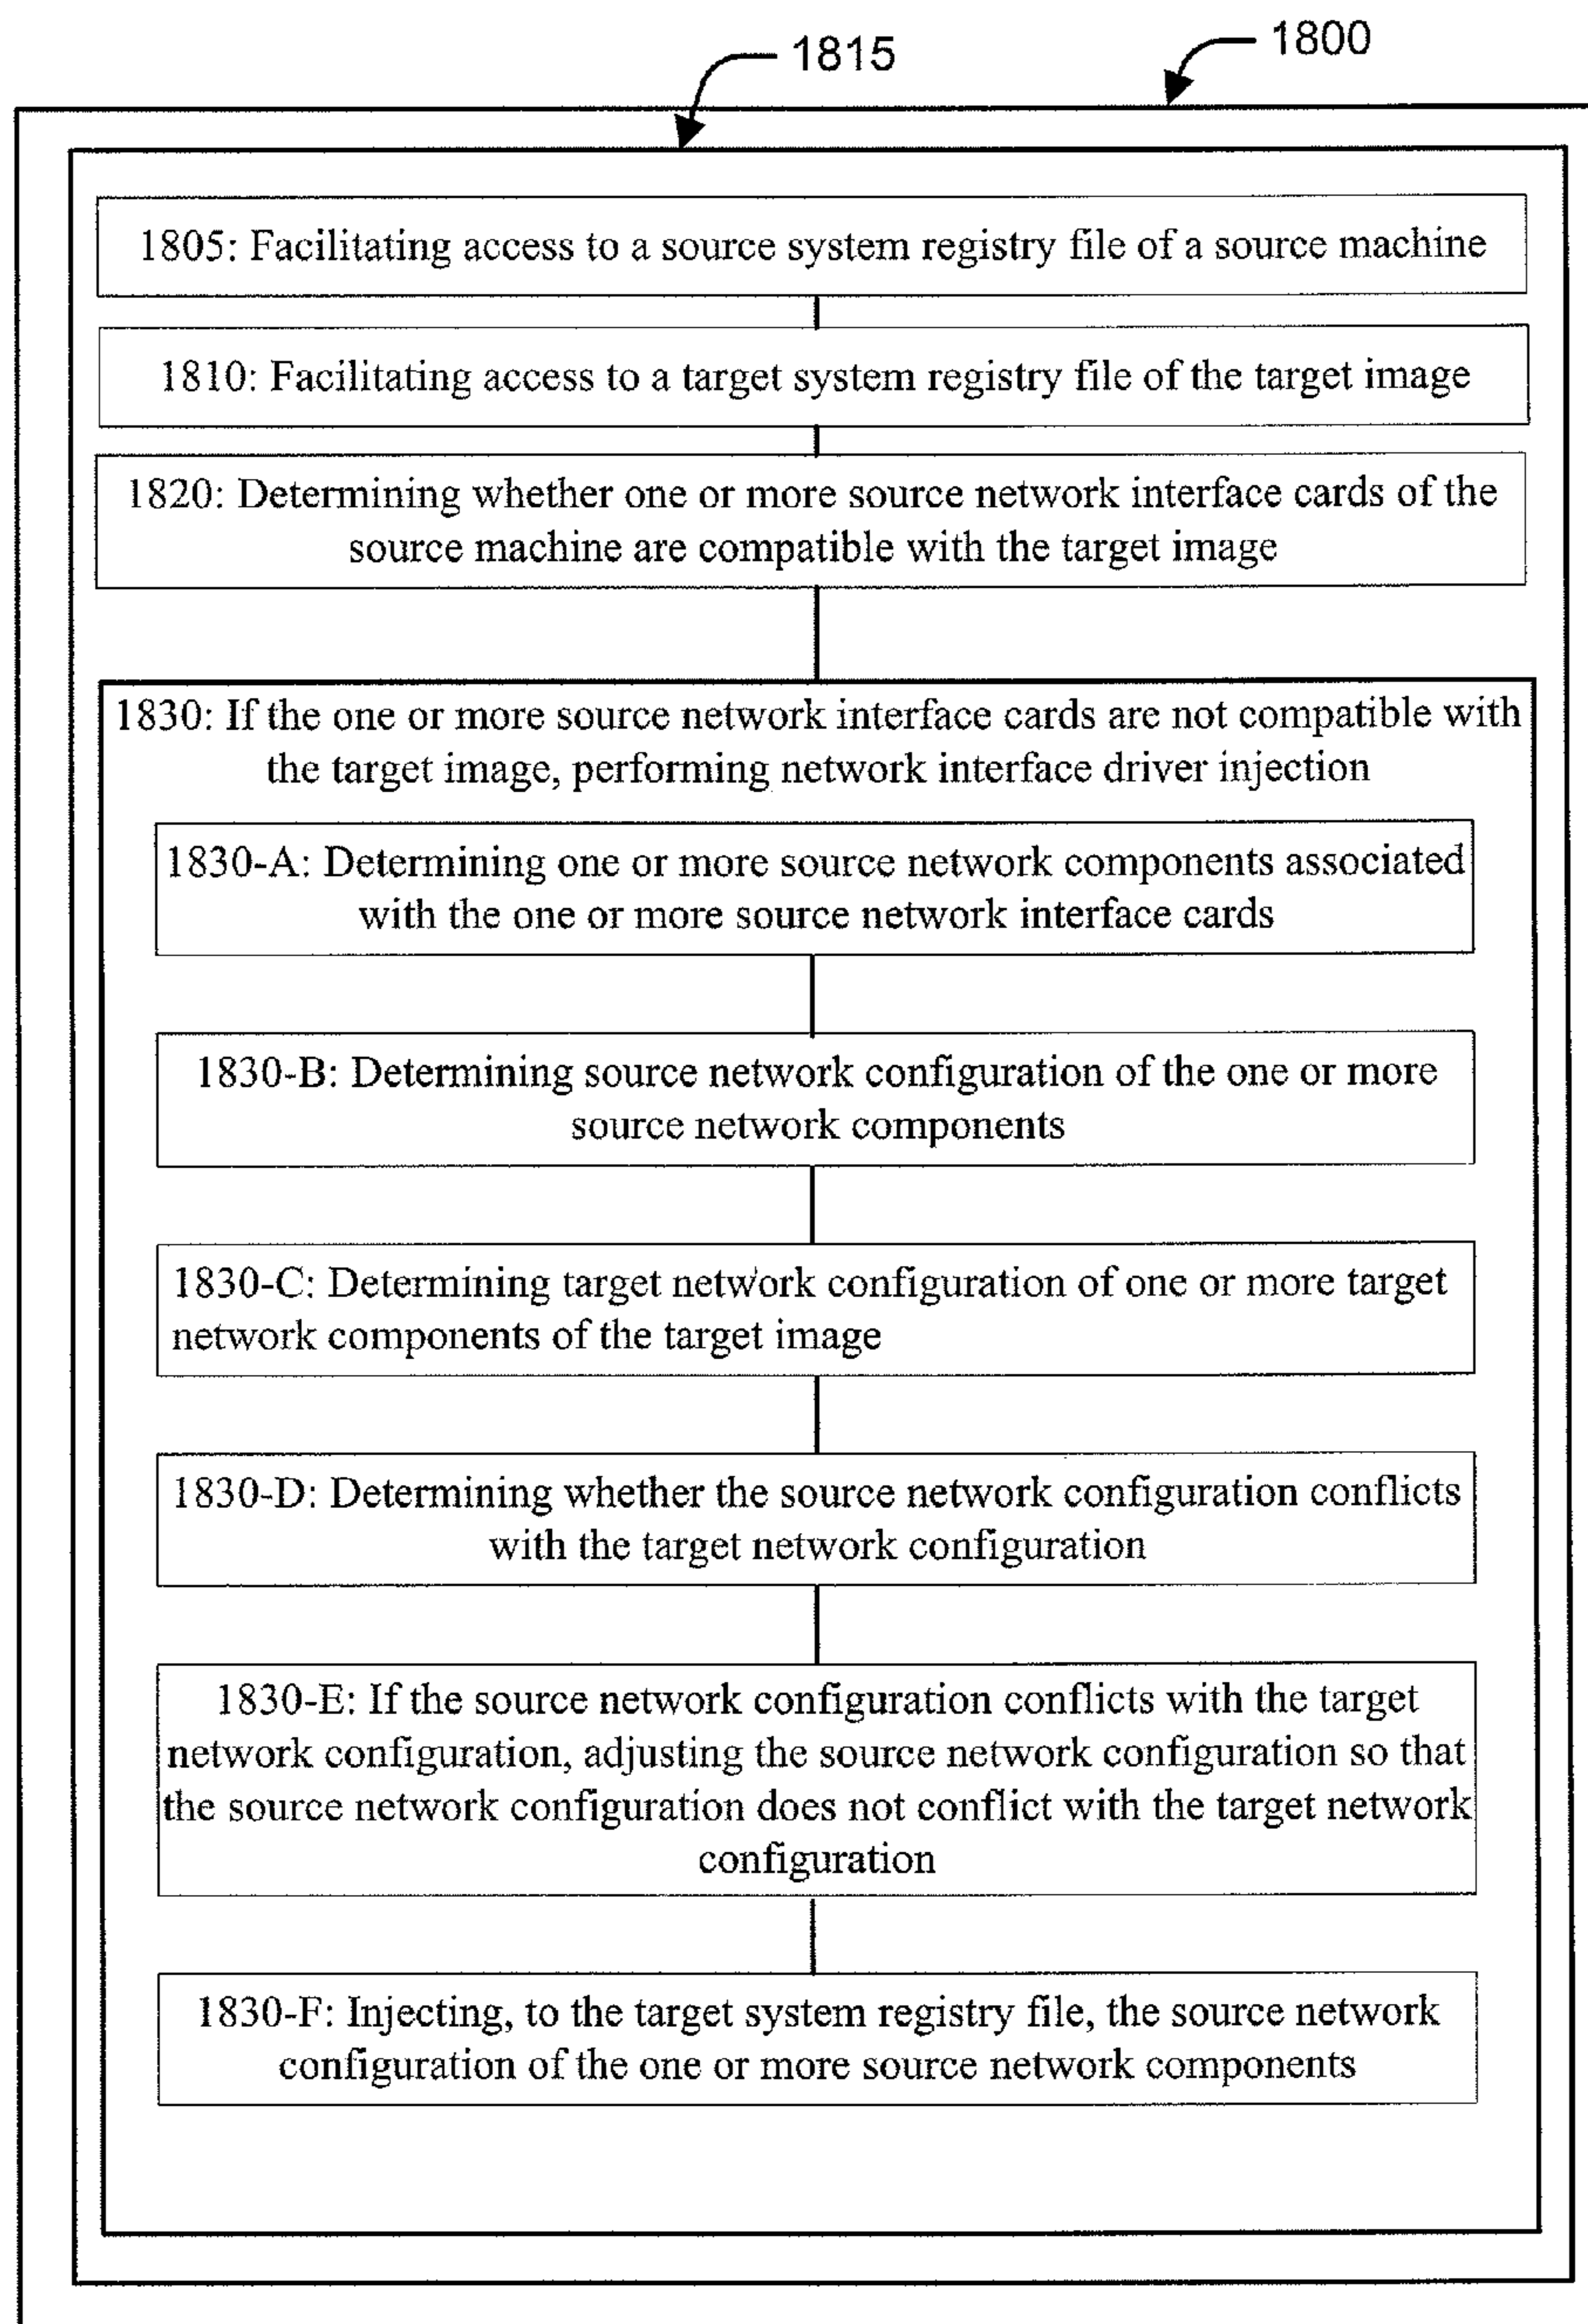 1815
1800
1805: Facilitating access to a source system registry file of a source machine
1810: Facilitating access to a target system registry file of the target image
1820: Determining whether one or more source network interface cards of the
source machine are compatible with the target image
1830: If the one or more source network interface cards are not compatible with
the target image, performing network interface driver injection
1830-A: Determining one or more source network components associated
with the one or more source network interface cards
1830-B: Determining source network configuration of the one or more
source network components
1830-C: Determining target network configuration of one or more target
network components of the target image
1830-D: Determining whether the source network configuration conflicts
with the target network configuration
1830-E: If the source network configuration conflicts with the target
network configuration, adjusting the source network configuration so that
the source network configuration does not conflict with the target network
configuration
1830-F: Injecting, to the target system registry file, the source network
configuration of the one or more source network components